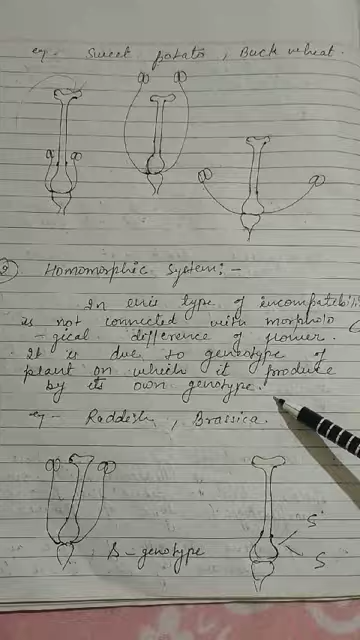 eg- Sweet potato, Buck wheat.
2 Homomorphic System:-
In this type of incompatibili
is not connected with morpholo
-gical difference of flower.
It is due to genotype of
plant on which it produce
by its own genotype.
eg- Raddish, Brassica.
S-genotype
S
S